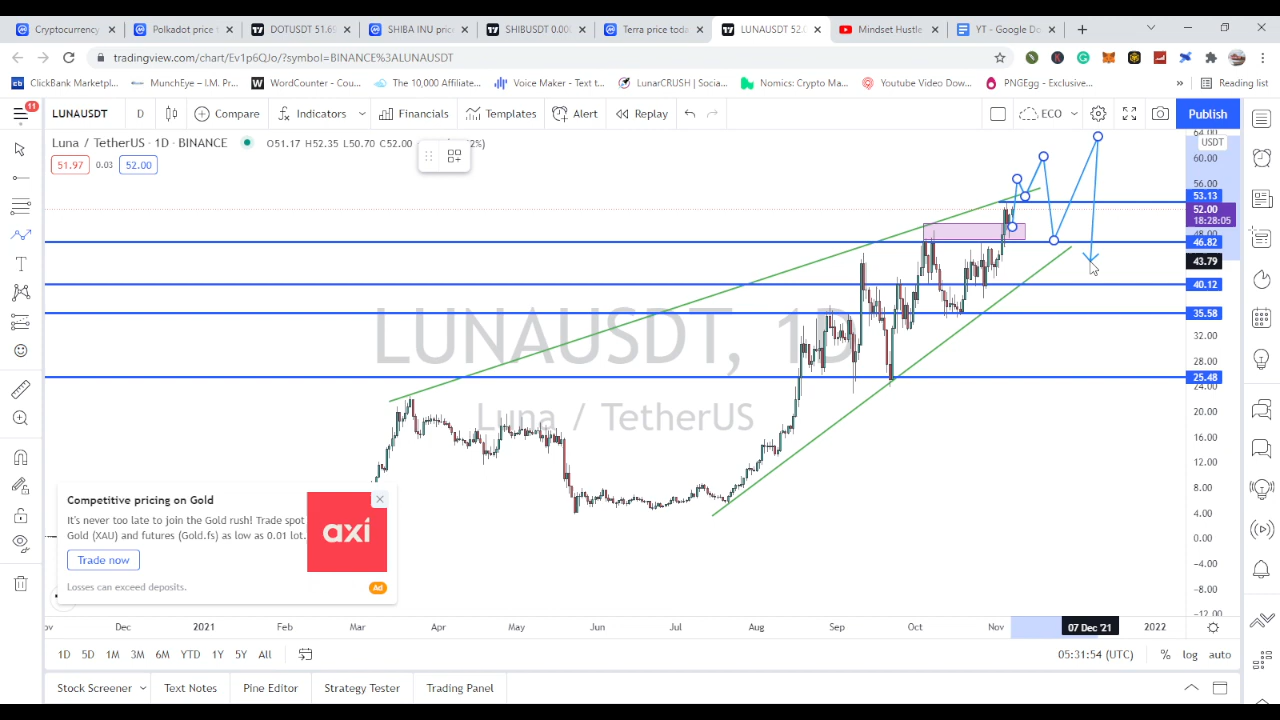 Cryptocurrency
Polkadot price
DOTUSDT 51.6
SHIBA INU pri
SHIBUSDT 0.00
Terra price toda
LUNAUSDT 52.
Mindset Hustle
YT - Google Do
tradingview.com/chart/Ev1p6QJo/?symbol=BINANCE%3ALUNAUSDT
ClickBank Marketpl...
MunchEye – I.M. Pr...
WordCounter - Cou...
The 10,000 Affiliate...
Voice Maker - Text t...
LunarCRUSH | Socia...
Nomics: Crypto Ma...
Youtube Video Dow...
PNGEgg - Exclusive...
»
Reading list
11
LUNAUSDT
D
Compare
Indicators
Financials
Templates
Alert
Replay
ECO
Publish
Luna / TetherUS · 1D · BINANCE
O51.17 H52.35 L50.70 C52.00
2%)
51.97
0.03
52.00
64.00
USDT
60.00
56.00
53.13
52.00
18:28:05
48.00
46.82
43.79
40.12
35.58
32.00
28.00
25.48
24.00
20.00
16.00
12.00
8.00
4.00
0.00
−4.00
−8.00
−12.00
LUNAUSDT, 1D
Luna / TetherUS
Competitive pricing on Gold
It's never too late to join the Gold rush! Trade spot
Gold (XAU) and futures (Gold.fs) as low as 0.01 lot.
Trade now
Losses can exceed deposits.
axi
Ad
Dec
2021
Feb
Mar
Apr
May
Jun
Jul
Aug
Sep
Oct
Nov
07 Dec '21
2022
1D
5D
1M
3M
6M
YTD
1Y
5Y
All
05:31:54 (UTC)
%
log
auto
Stock Screener
Text Notes
Pine Editor
Strategy Tester
Trading Panel